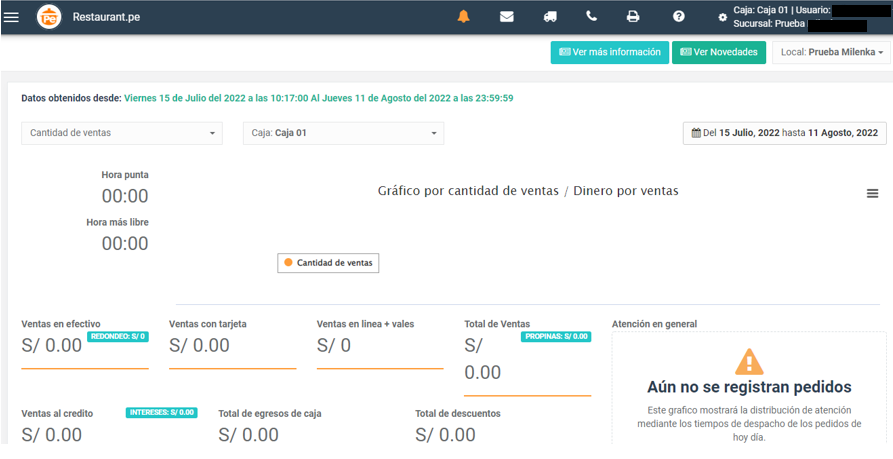 Pe
Restaurant.pe
Caja: Caja 01 | Usuario:
Sucursal: Prueba
Ver más información
Ver Novedades
Local: Prueba Milenka
Datos obtenidos desde: Viernes 15 de Julio del 2022 a las 10:17:00 Al Jueves 11 de Agosto del 2022 a las 23:59:59
Cantidad de ventas
Caja: Caja 01
Del 15 Julio, 2022 hasta 11 Agosto, 2022
Hora punta
00:00
Hora más libre
00:00
Gráfico por cantidad de ventas / Dinero por ventas
Cantidad de ventas
Ventas en efectivo
S/ 0.00
REDONDEO: S/ 0
Ventas con tarjeta
S/ 0.00
Ventas en linea + vales
S/ 0
Total de Ventas
S/
0.00
PROPINAS: S/ 0.00
Atención en general
Aún no se registran pedidos
Este grafico mostrará la distribución de atención
mediante los tiempos de despacho de los pedidos de
hoy día.
Ventas al credito
S/ 0.00
INTERESES: S/ 0.00
Total de egresos de caja
S/ 0.00
Total de descuentos
S/ 0.00